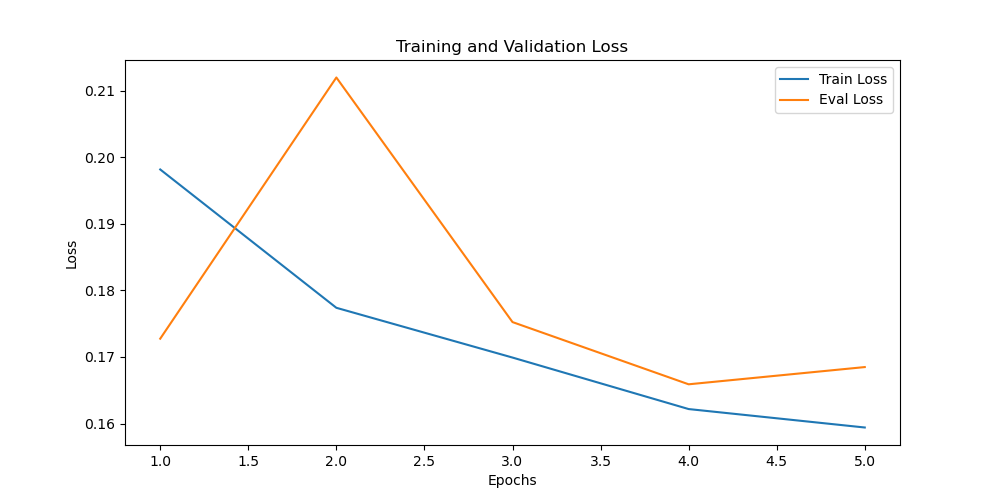 Training and Validation Loss
Train Loss
Eval Loss
0.21
0.20
0.19
0.18
0.17
0.16
Loss
1.0 1.5 2.0 2.5 3.0 3.5 4.0 4.5 5.0
Epochs